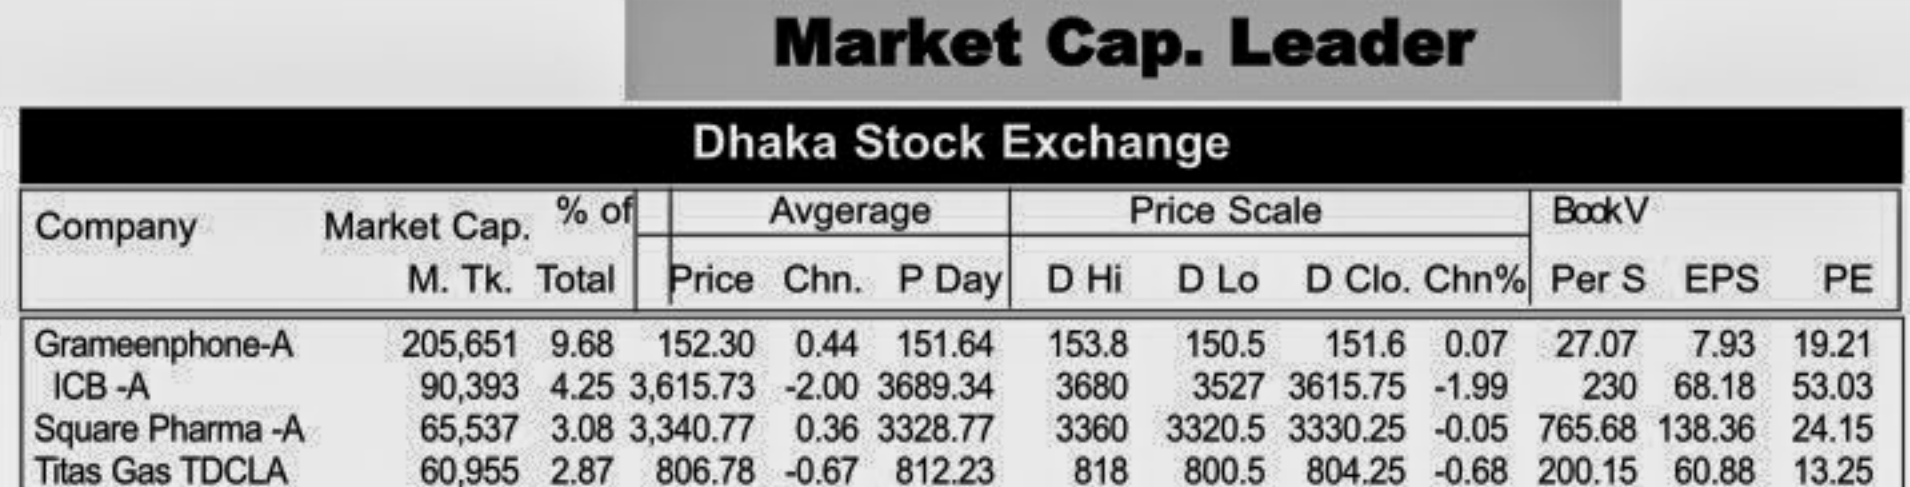 Market Cap. Leader
Dhaka Stock Exchange
Company Market Cap. % of Avgerage Price Scale BookV
M. Tk. Total Price Chn. P Day D Hi D Lo D Clo. Chn% Per S EPS PE
Grameenphone-A 205,651 9.68 152.30 0.44 151.64 153.8 150.5 151.6 0.07 27.07 7.93 19.21
ICB -A 90,393 4.25 3,615.73 -2.00 3689.34 3680 3527 3615.75 -1.99 230 68.18 53.03
Square Pharma -A 65,537 3.08 3,340.77 0.36 3328.77 3360 3320.5 3330.25 -0.05 765.68 138.36 24.15
Titas Gas TDCLA 60,955 2.87 806.78 -0.67 812.23 818 800.5 804.25 -0.68 200.15 60.88 13.25